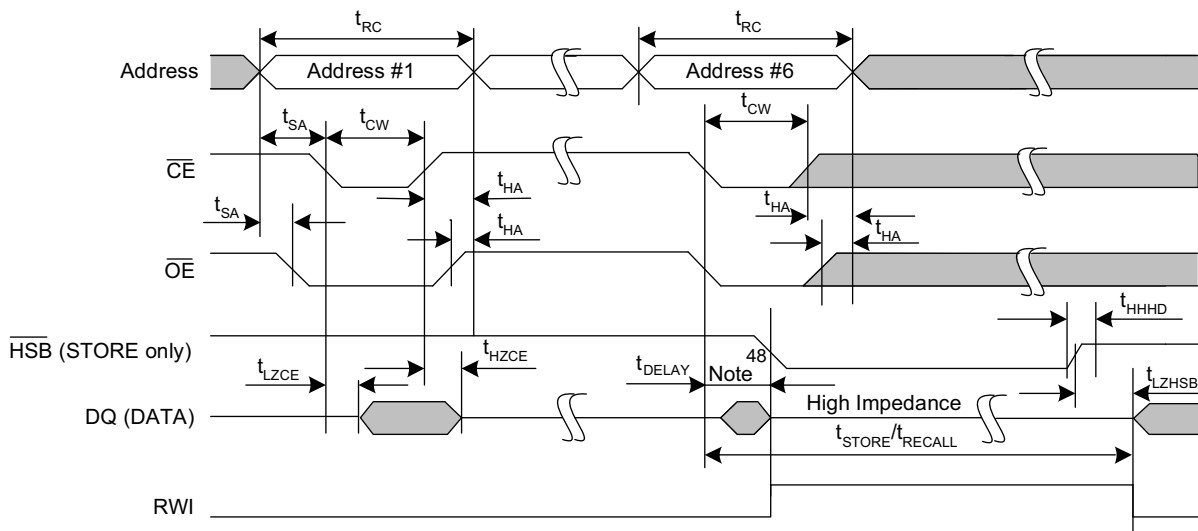 tRC
tRC
Address
Address #1
Address #6
tSA
tCW
tCW
CE
tHA
tHA
tSA
tHA
tHA
OE
tHHHD
HSB (STORE only)
tHZCE
tLZCE
tDELAY
Note 48
tLZHSB
DQ (DATA)
High Impedance
tSTORE/tRECALL
RWI